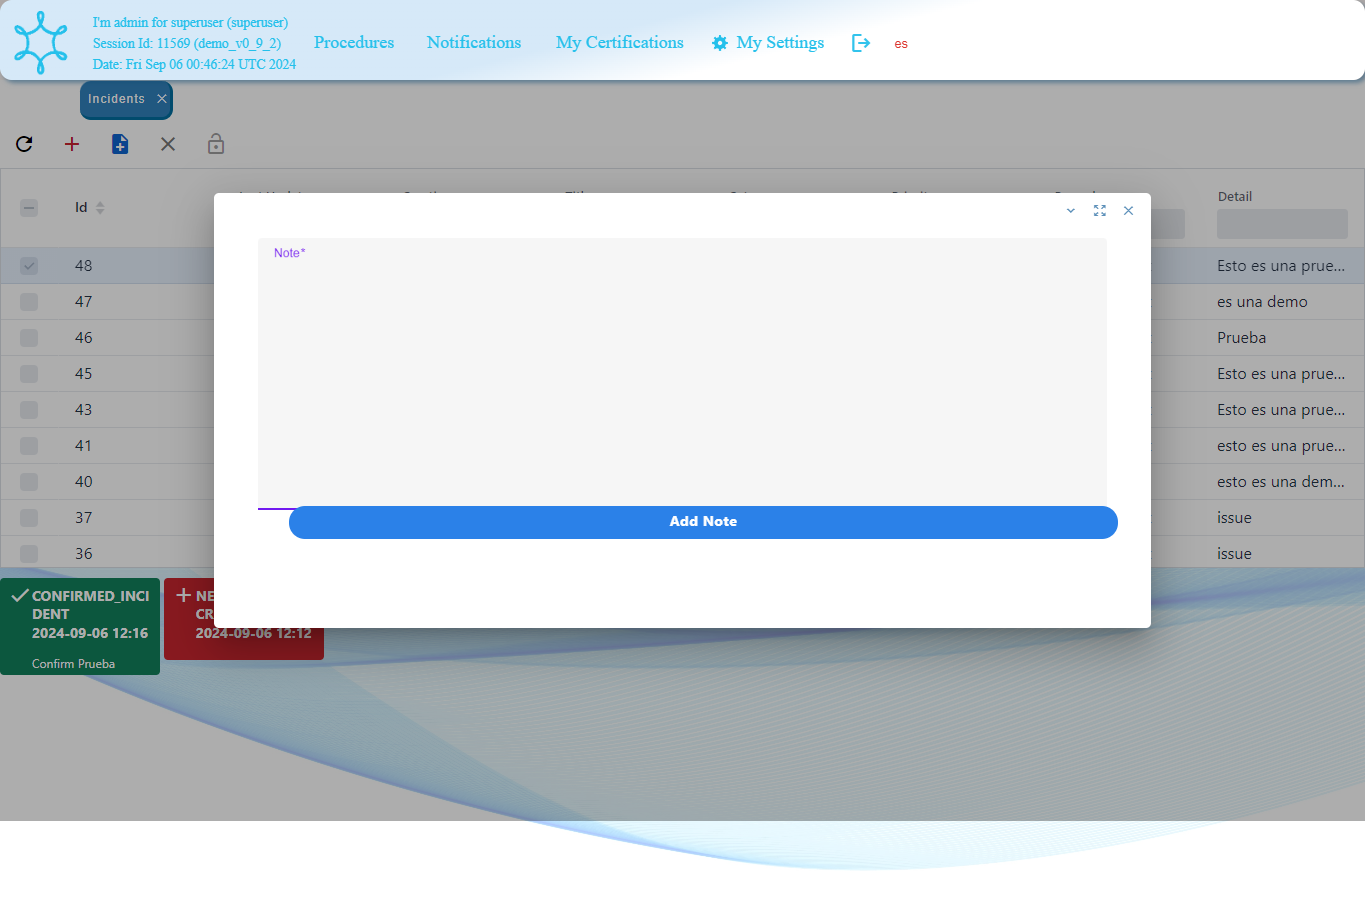 I'm admin for superuser (superuser)
Session Id: 11569 (demo_v0_9_2)
Date: Fri Sep 06 00:46:24 UTC 2024
Procedures
Notifications
My Certifications
My Settings
es
Incidents
Id
Detail
48
Esto es una prue...
47
es una demo
46
Prueba
45
Esto es una prue...
43
Esto es una prue...
41
esto es una prue...
40
esto es una dem...
37
issue
36
issue
Note*
Add Note
CONFIRMED_INCI
DENT
2024-09-06 12:16
Confirm Prueba
NE
CR
2024-09-06 12:12